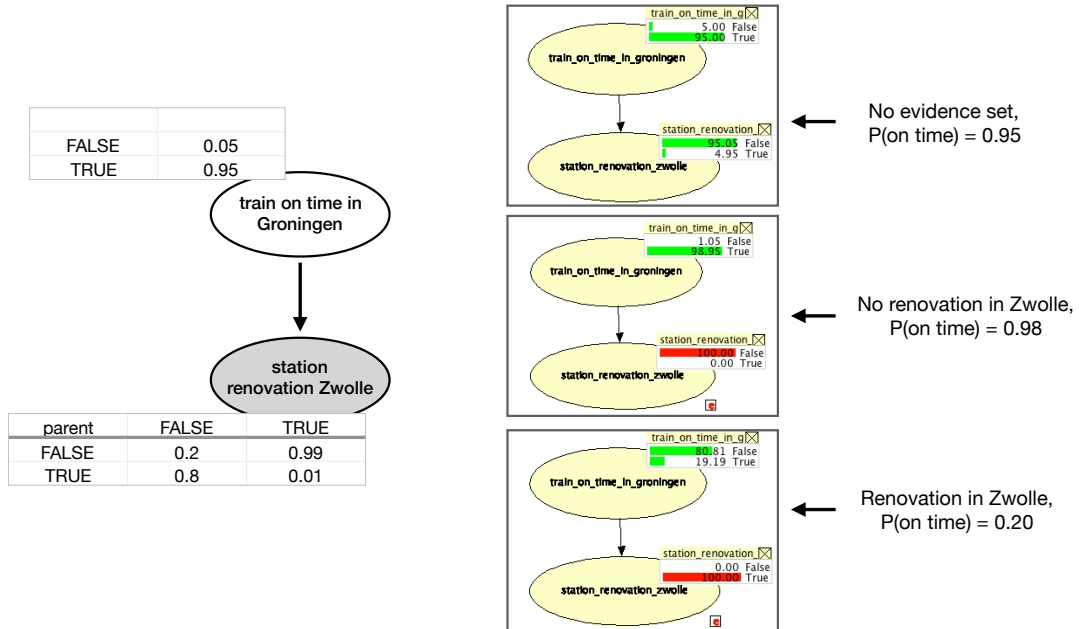 FALSE 0.05
TRUE 0.95
train on time in
Groningen
station
renovation Zwolle
parent FALSE TRUE
FALSE 0.2 0.99
TRUE 0.8 0.01
train_on_time_in_g
5.00 False
95.00 True
train_on_time_in_groningen
station_renovation_
95.05 False
4.95 True
station_renovation_zwolle
No evidence set,
P(on time) = 0.95
train_on_time_in_g
1.05 False
98.95 True
train_on_time_in_groningen
station_renovation_
100.00 False
0.00 True
station_renovation_zwolle
e
No renovation in Zwolle,
P(on time) = 0.98
train_on_time_in_g
80.81 False
19.19 True
train_on_time_in_groningen
station_renovation_
0.00 False
100.00 True
station_renovation_zwolle
e
Renovation in Zwolle,
P(on time) = 0.20